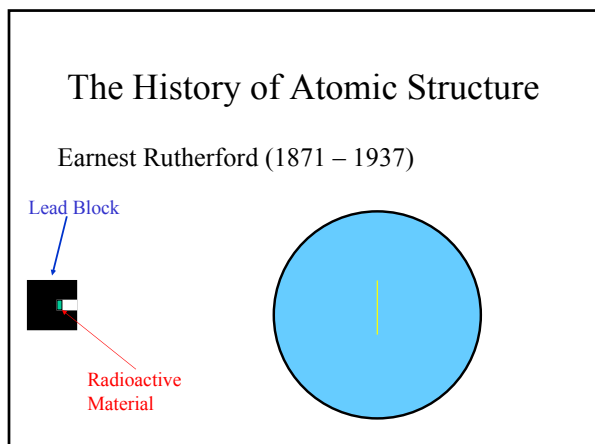 The History of Atomic Structure
Earnest Rutherford (1871 – 1937)
Lead Block
Radioactive
Material